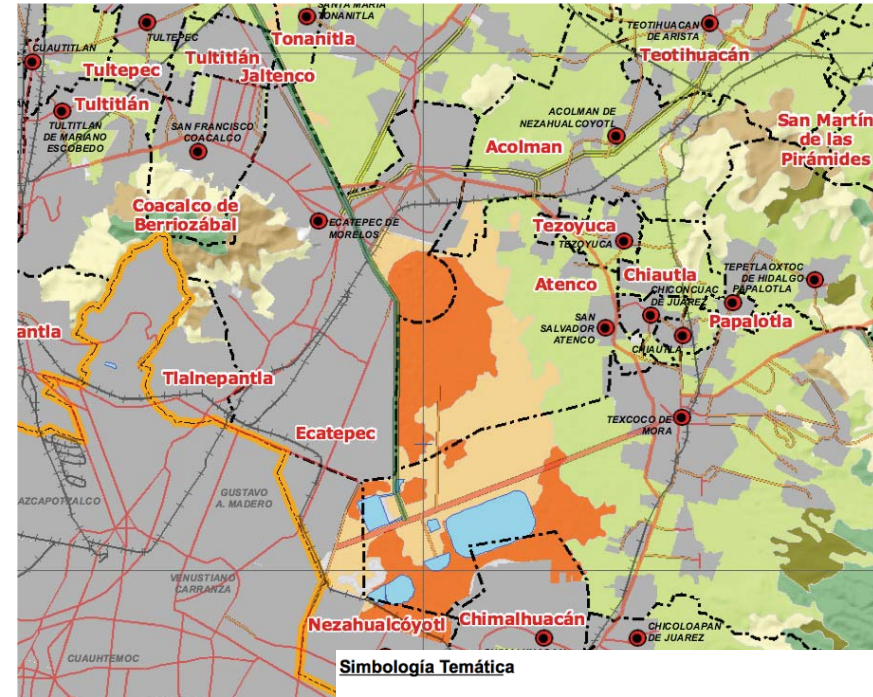 SANTA MARIA
TONANITLA
TULTEPEC
Tonanitla
CUAUTITLAN
Tultepec
Tultitlán
Jaltenco
TEOTIHUACAN
DE ARISTA
Teotihuacán
Tultitlán
TULTITLAN
DE MARIANO
ESCOBEDO
SAN FRANCISCO
COACALCO
ACOLMAN DE
NEZAHUALCOYOTL
Acolman
San Martín
de las
Pirámides
Coacalco de
Berriozábal
ECATEPEC DE
MORELOS
Tezoyuca
TEZOYUCA
Atenco
Chiautla
CHICONCUAC
DE JUAREZ
TEPETLAOXTOC
DE HIDALGO
PAPALOTLA
Papalotla
SAN
SALVADOR
ATENCO
CHIAUTLA
antla
Tlalnepantla
Ecatepec
TEXCOCO DE
MORA
AZCAPOTZALCO
GUSTAVO
A. MADERO
VENUSTIANO
CARRANZA
CUAUHTEMOC
Nezahualcóyotl
Chimalhuacán
CHICOLOAPAN
DE JUAREZ
Simbología Temática